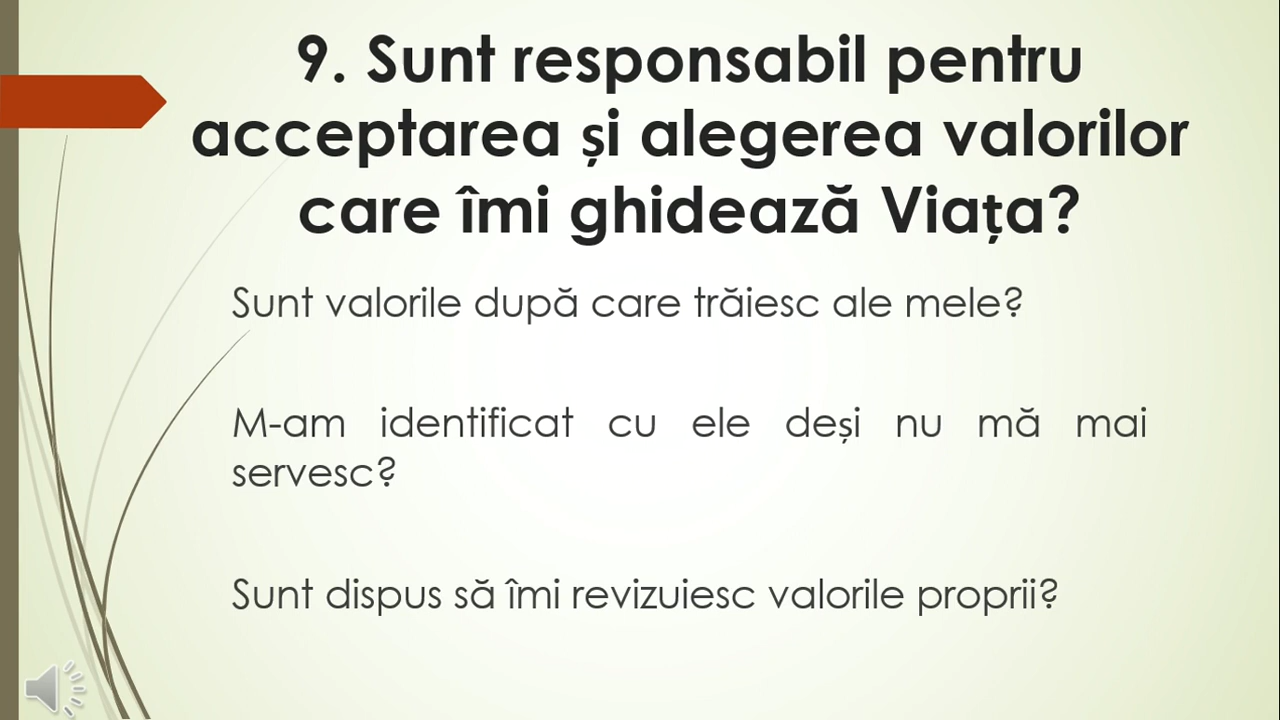 9. Sunt responsabil pentru
acceptarea și alegerea valorilor
care îmi ghidează Viața?
Sunt valorile după care trăiesc ale mele?
M-am identificat cu ele deși nu mă mai
servesc?
Sunt dispus să îmi revizuiesc valorile proprii?